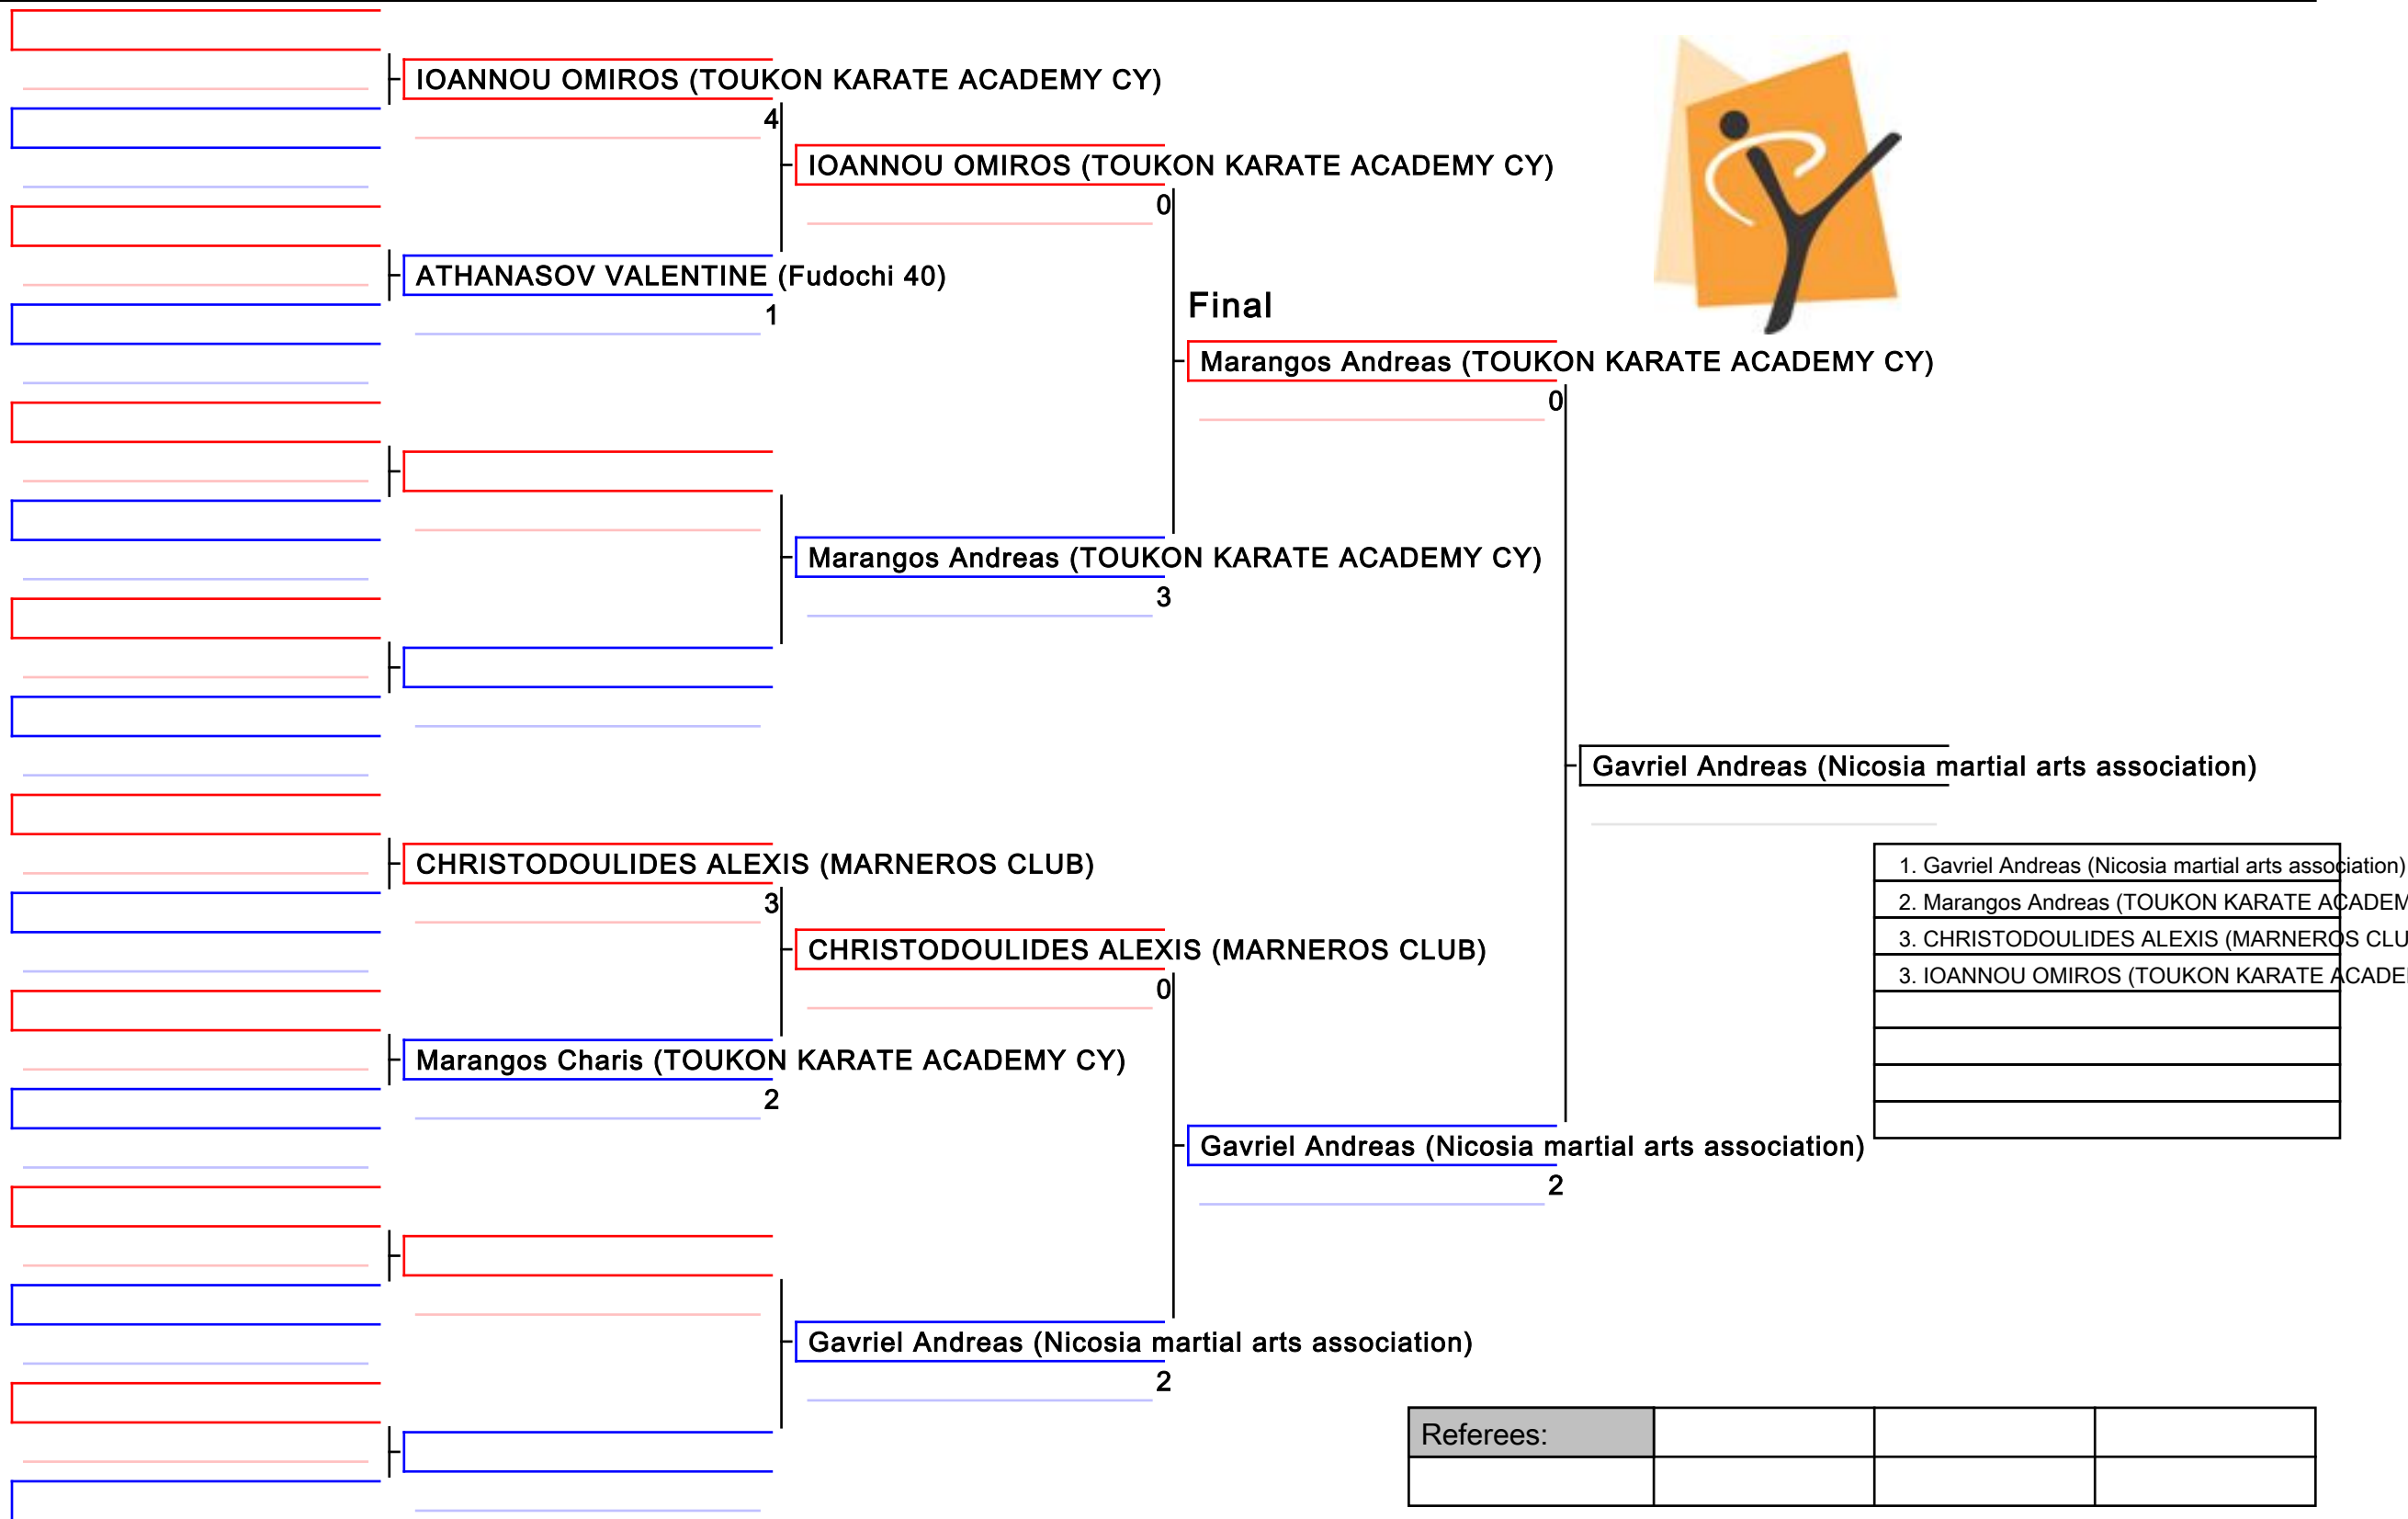 IOANNOU OMIROS (TOUKON KARATE ACADEMY CY)
4
ATHANASOV VALENTINE (Fudochi 40)
1
IOANNOU OMIROS (TOUKON KARATE ACADEMY CY)
0
Marangos Andreas (TOUKON KARATE ACADEMY CY)
3
Final
Marangos Andreas (TOUKON KARATE ACADEMY CY)
0
CHRISTODOULIDES ALEXIS (MARNEROS CLUB)
3
Marangos Charis (TOUKON KARATE ACADEMY CY)
2
CHRISTODOULIDES ALEXIS (MARNEROS CLUB)
0
Gavriel Andreas (Nicosia martial arts association)
2
Gavriel Andreas (Nicosia martial arts association)
2
Gavriel Andreas (Nicosia martial arts association)
1. Gavriel Andreas (Nicosia martial arts association)
2. Marangos Andreas (TOUKON KARATE ACADEM
3. CHRISTODOULIDES ALEXIS (MARNEROS CLU
3. IOANNOU OMIROS (TOUKON KARATE ACADE
Referees: